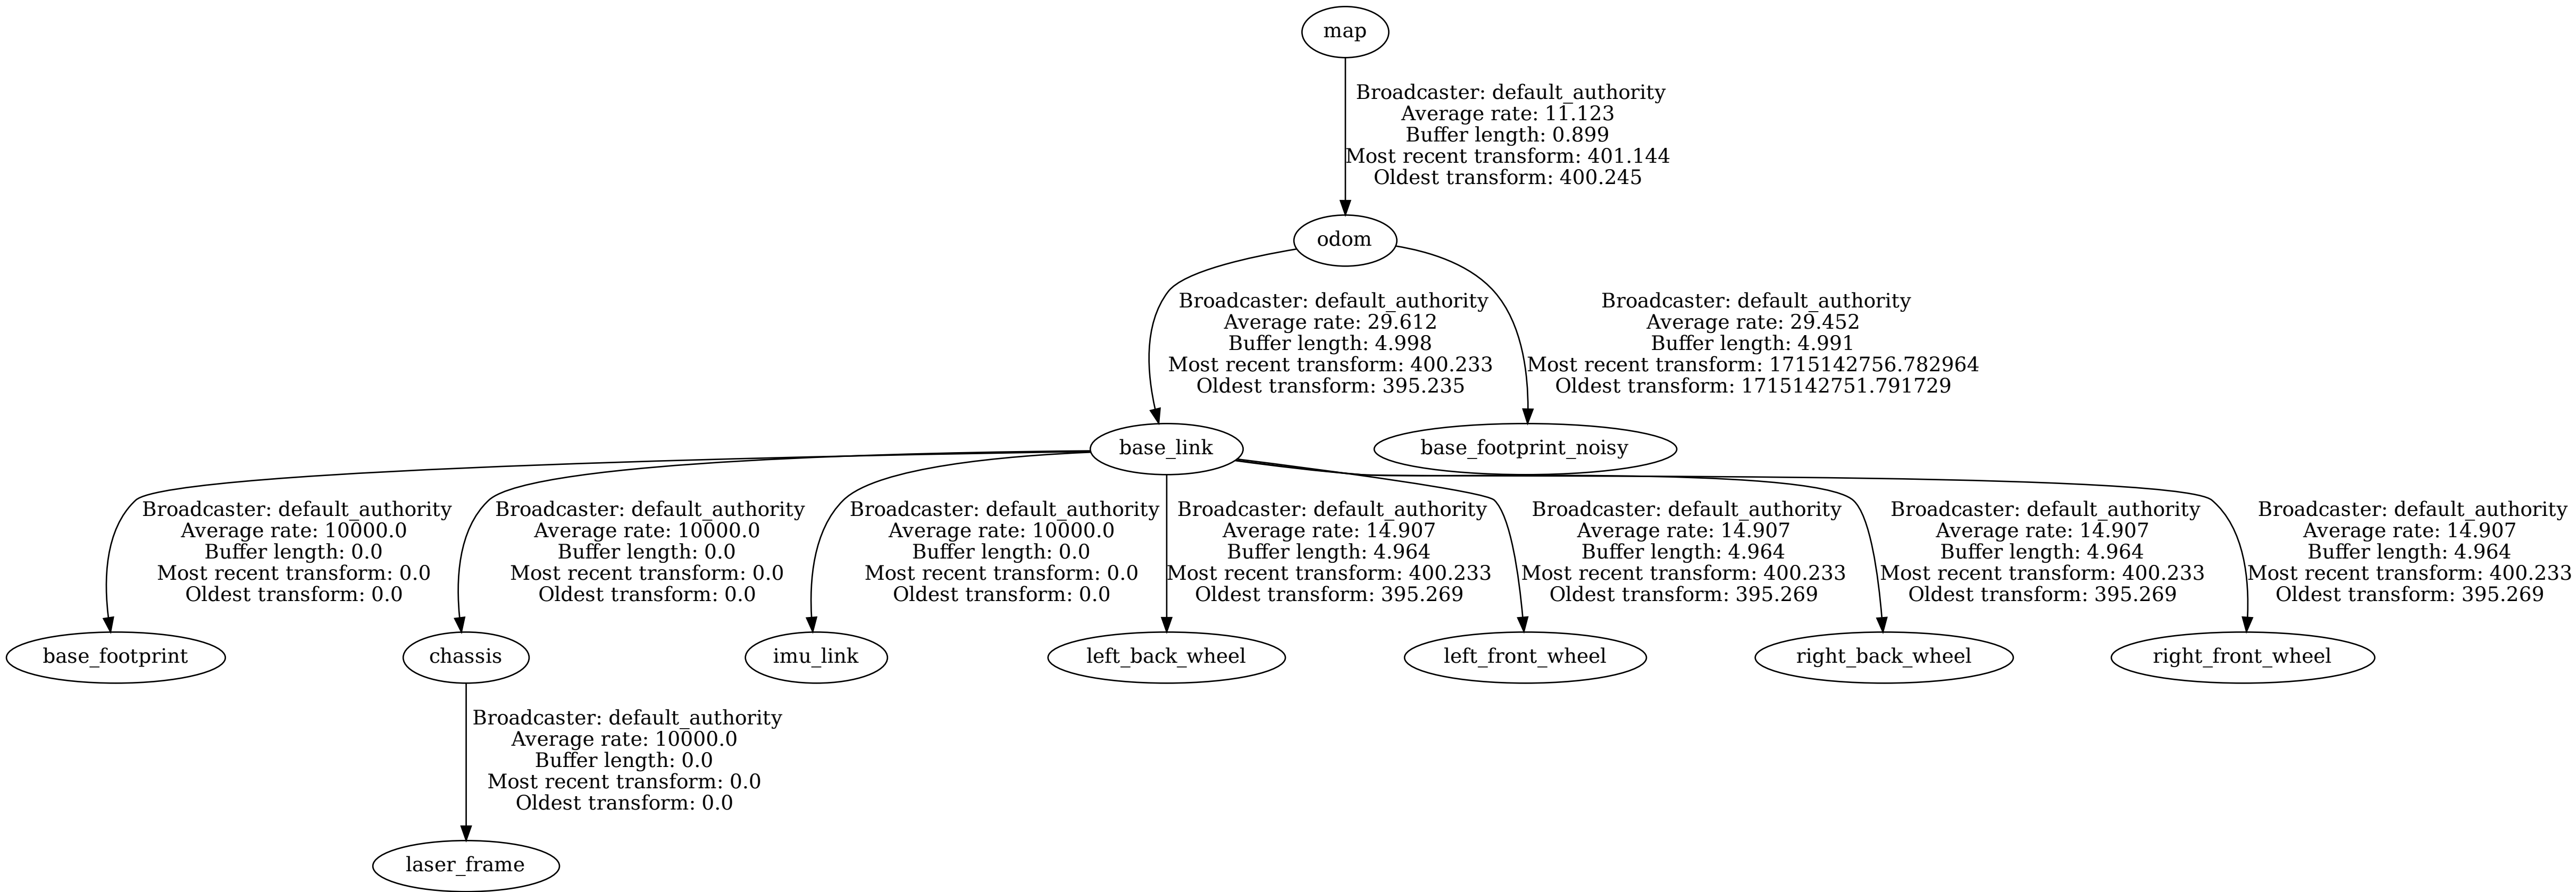 map
Broadcaster: default_authority
Average rate: 11.123
Buffer length: 0.899
Most recent transform: 401.144
Oldest transform: 400.245
odom
Broadcaster: default_authority
Average rate: 29.612
Buffer length: 4.998
Most recent transform: 400.233
Oldest transform: 395.235
Broadcaster: default_authority
Average rate: 29.452
Buffer length: 4.991
Most recent transform: 1715142756.782964
Oldest transform: 1715142751.791729
base_link
base_footprint_noisy
Broadcaster: default_authority
Average rate: 10000.0
Buffer length: 0.0
Most recent transform: 0.0
Oldest transform: 0.0
Broadcaster: default_authority
Average rate: 10000.0
Buffer length: 0.0
Most recent transform: 0.0
Oldest transform: 0.0
Broadcaster: default_authority
Average rate: 10000.0
Buffer length: 0.0
Most recent transform: 0.0
Oldest transform: 0.0
Broadcaster: default_authority
Average rate: 14.907
Buffer length: 4.964
Most recent transform: 400.233
Oldest transform: 395.269
Broadcaster: default_authority
Average rate: 14.907
Buffer length: 4.964
Most recent transform: 400.233
Oldest transform: 395.269
Broadcaster: default_authority
Average rate: 14.907
Buffer length: 4.964
Most recent transform: 400.233
Oldest transform: 395.269
Broadcaster: default_authority
Average rate: 14.907
Buffer length: 4.964
Most recent transform: 400.233
Oldest transform: 395.269
base_footprint
chassis
imu_link
left_back_wheel
left_front_wheel
right_back_wheel
right_front_wheel
Broadcaster: default_authority
Average rate: 10000.0
Buffer length: 0.0
Most recent transform: 0.0
Oldest transform: 0.0
laser_frame